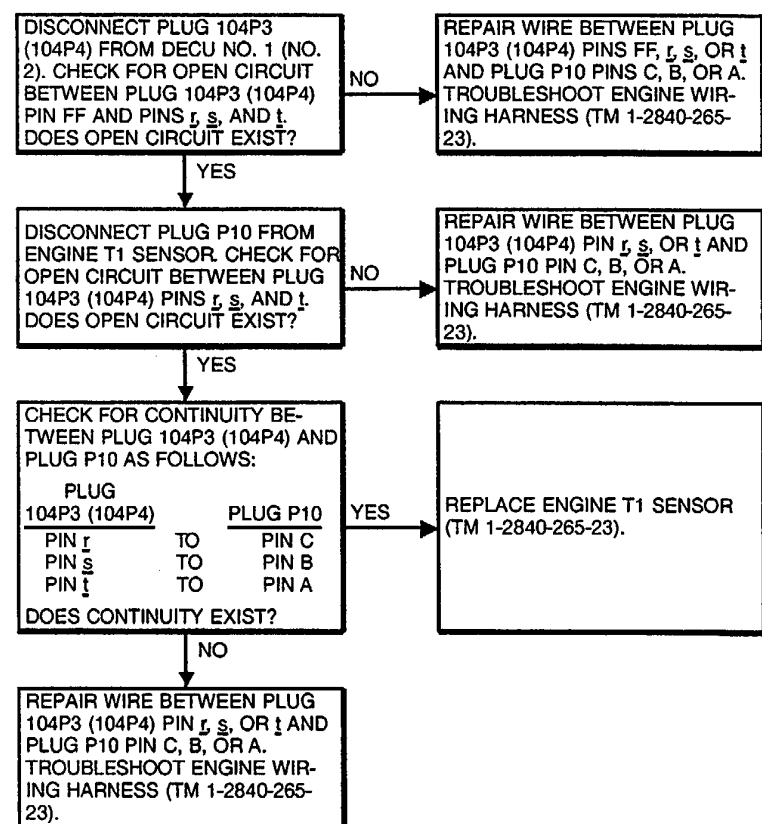 DISCONNECT PLUG 104P3
(104P4) FROM DECU NO. 1 (NO.
2). CHECK FOR OPEN CIRCUIT
BETWEEN PLUG 104P3 (104P4)
PIN FF AND PINS r, s, AND t.
DOES OPEN CIRCUIT EXIST?
NO
REPAIR WIRE BETWEEN PLUG
104P3 (104P4) PINS FF, r, s, OR t
AND PLUG P10 PINS C, B, OR A.
TROUBLESHOOT ENGINE WIR-
ING HARNESS (TM 1-2840-265-
23).
YES
DISCONNECT PLUG P10 FROM
ENGINE T1 SENSOR. CHECK FOR
OPEN CIRCUIT BETWEEN PLUG
104P3 (104P4) PINS r, s, AND t.
DOES OPEN CIRCUIT EXIST?
NO
REPAIR WIRE BETWEEN PLUG
104P3 (104P4) PIN r, s, OR t AND
PLUG P10 PIN C, B, OR A.
TROUBLESHOOT ENGINE WIR-
ING HARNESS (TM 1-2840-265-
23).
YES
CHECK FOR CONTINUITY BE-
TWEEN PLUG 104P3 (104P4) AND
PLUG P10 AS FOLLOWS:
PLUG
104P3 (104P4) PLUG P10
PIN r TO PIN C
PIN s TO PIN B
PIN t TO PIN A
DOES CONTINUITY EXIST?
YES
REPLACE ENGINE T1 SENSOR
(TM 1-2840-265-23).
NO
REPAIR WIRE BETWEEN PLUG
104P3 (104P4) PIN r, s, OR t AND
PLUG P10 PIN C, B, OR A.
TROUBLESHOOT ENGINE WIR-
ING HARNESS (TM 1-2840-265-
23).